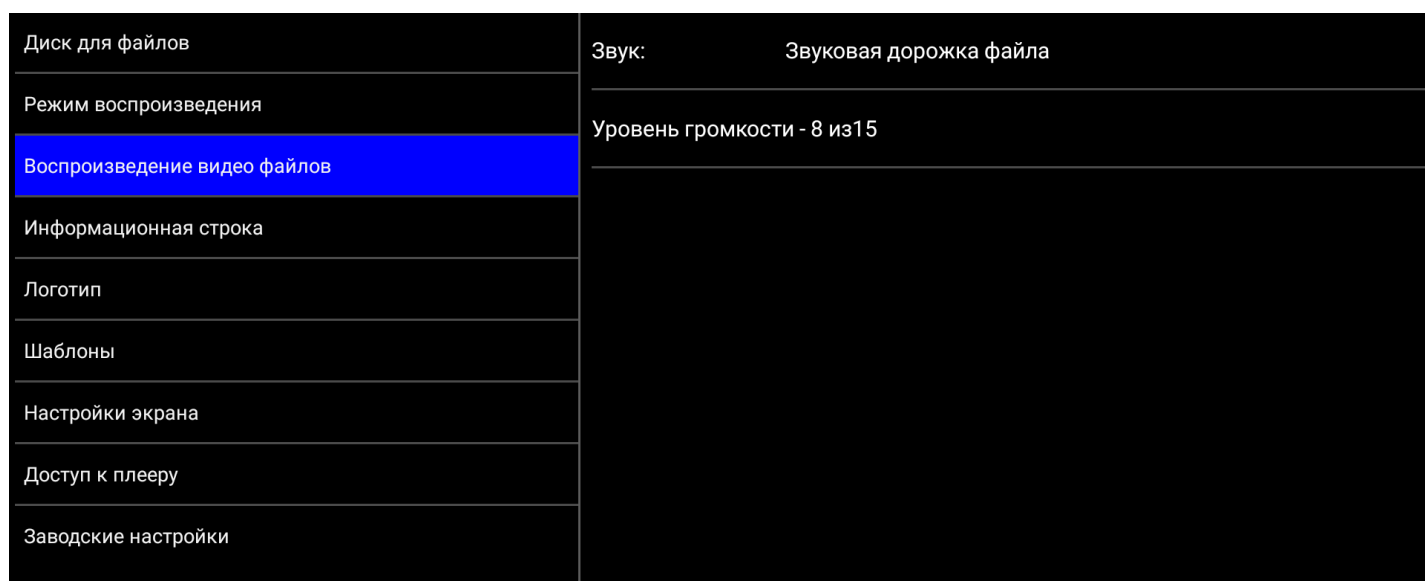 Диск для файлов
Режим воспроизведения
Воспроизведение видео файлов
Информационная строка
Логотип
Шаблоны
Настройки экрана
Доступ к плееру
Заводские настройки
Звук: Звуковая дорожка файла
Уровень громкости - 8 из15